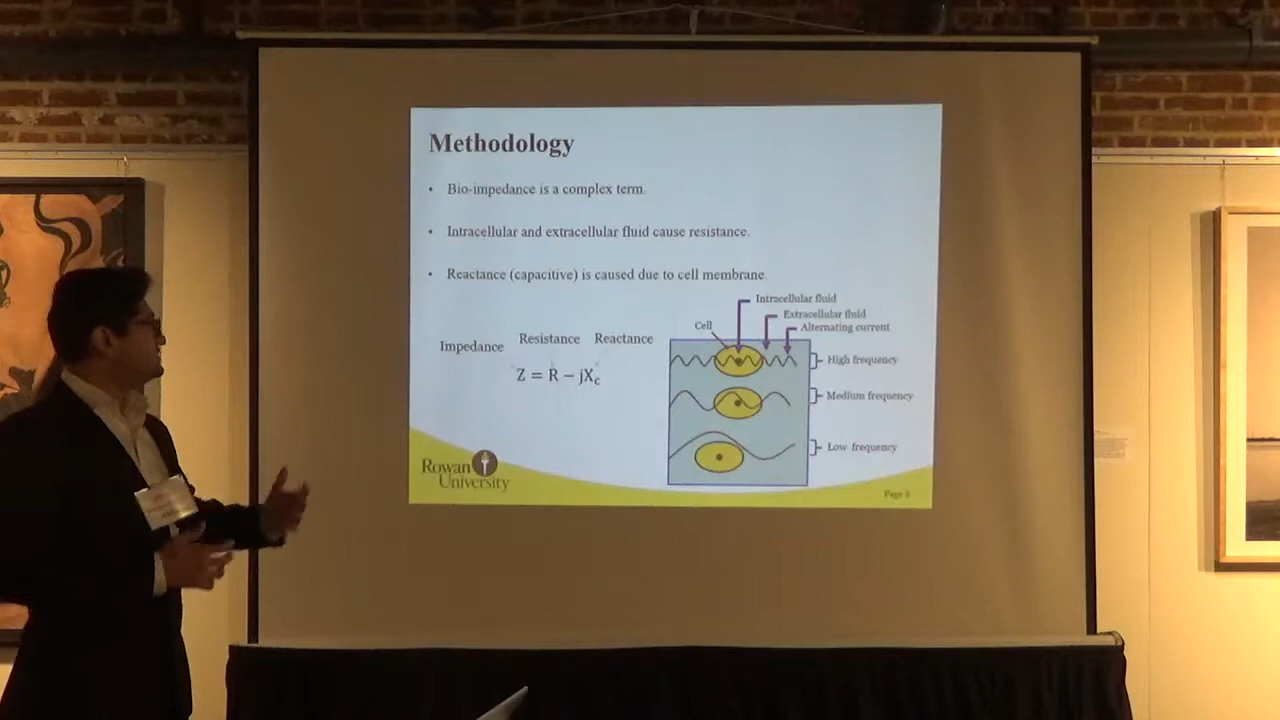 Methodology
• Bio-impedance is a complex term.
• Intracellular and extracellular fluid cause resistance.
• Reactance (capacitive) is caused due to cell membrane.
Intracellular fluid
Extracellular fluid
Alternating current
Cell
Impedance Resistance Reactance
Z = R − jXc
High frequency
Medium frequency
Low frequency
Rowan
University